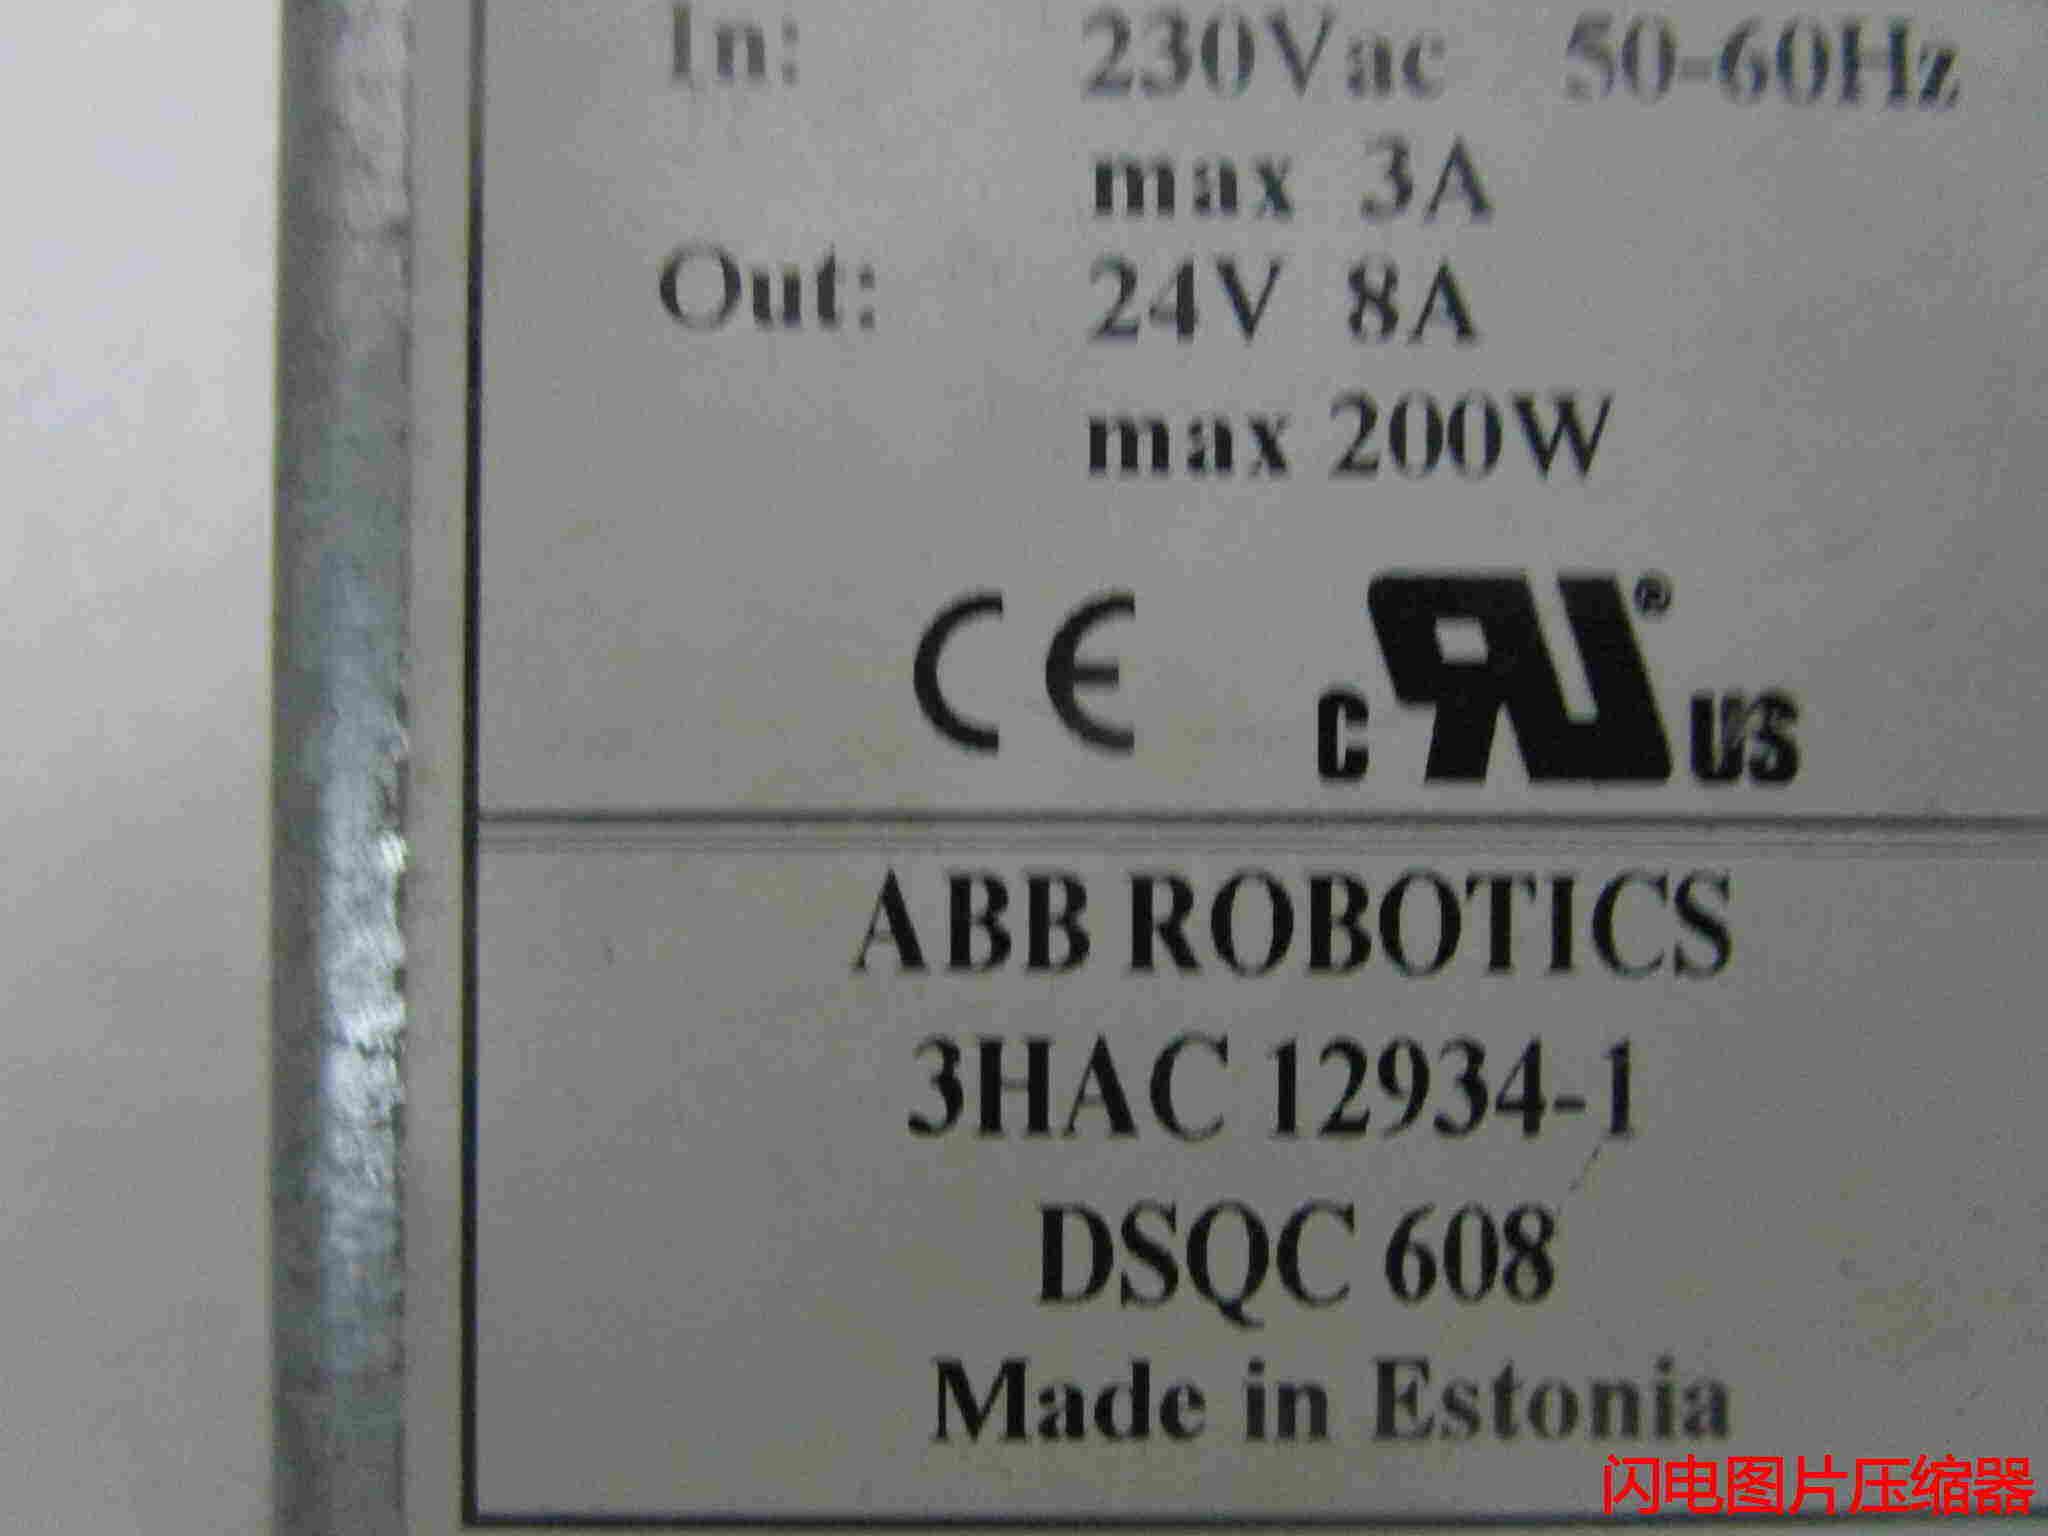 In: 230Vac 50-60Hz
max 3A
Out: 24V 8A
max 200W
CE c RU ® US
ABB ROBOTICS
3HAC 12934-1
DSQC 608
Made in Estonia
闪电图片压缩器